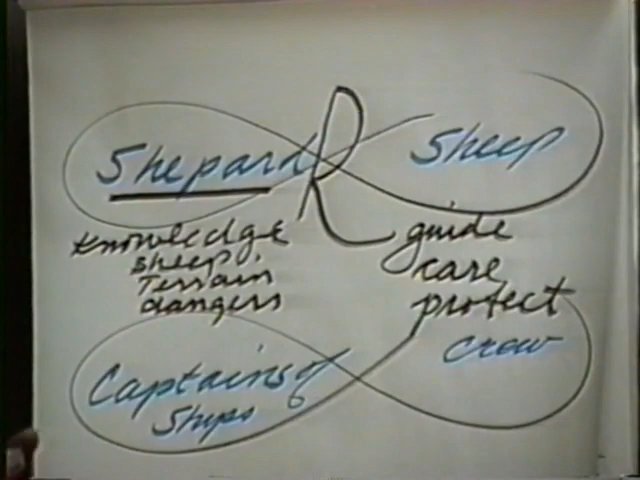 Shepard R Sheep
knowledge guide
sheep, care
Terrain protect
dangers
Captains of crew
Ships